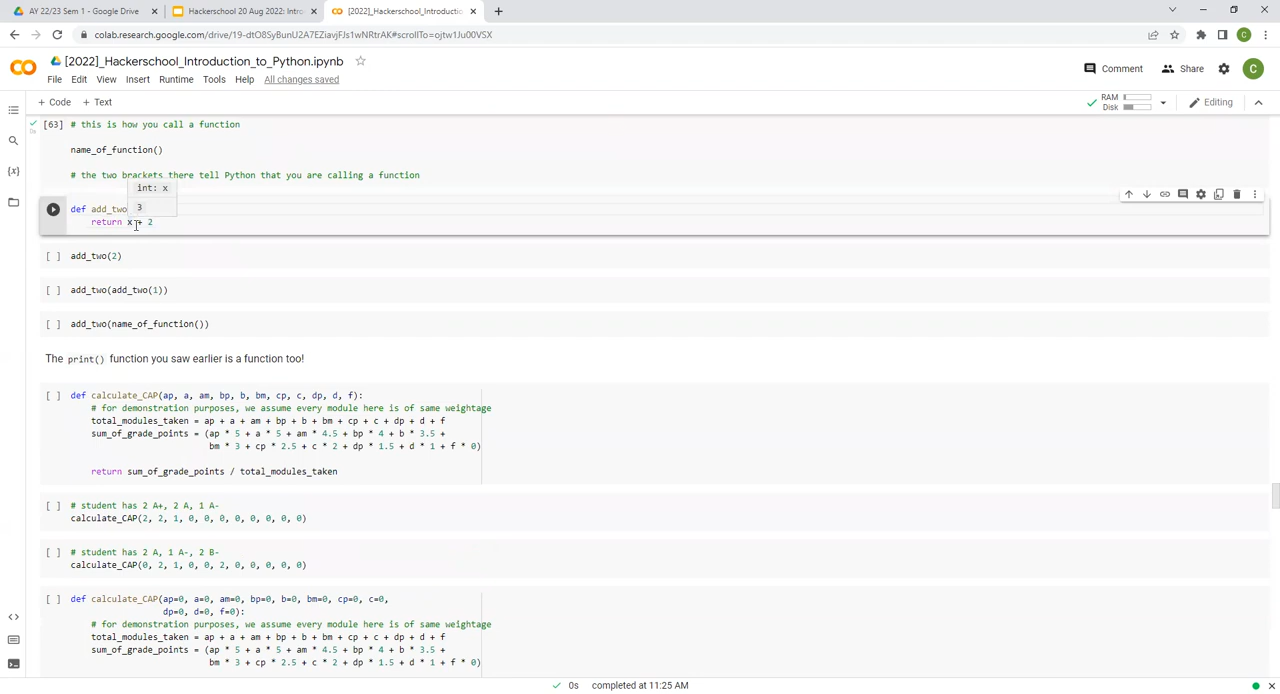 AY 22/23 Sem 1 - Google Drive
Hackerschool 20 Aug 2022: Intro
[2022]_Hackerschool_Introductio
colab.research.google.com/drive/19-dtO8SyBunU2A7EZiavjFJs1wNRtrAK#scrollTo=ojtw1Ju00VSX
C
CO
[2022]_Hackerschool_Introduction_to_Python.ipynb
File Edit View Insert Runtime Tools Help All changes saved
Comment
Share
C
+ Code + Text
RAM
Disk
Editing
[63] # this is how you call a function
0s
name_of_function()
# the two brackets there tell Python that you are calling a function
int: x
3
def add_two
return x + 2
[ ] add_two(2)
[ ] add_two(add_two(1))
[ ] add_two(name_of_function())
The print() function you saw earlier is a function too!
[ ] def calculate_CAP(ap, a, am, bp, b, bm, cp, c, dp, d, f):
# for demonstration purposes, we assume every module here is of same weightage
total_modules_taken = ap + a + am + bp + b + bm + cp + c + dp + d + f
sum_of_grade_points = (ap * 5 + a * 5 + am * 4.5 + bp * 4 + b * 3.5 +
bm * 3 + cp * 2.5 + c * 2 + dp * 1.5 + d * 1 + f * 0)
return sum_of_grade_points / total_modules_taken
[ ] # student has 2 A+, 2 A, 1 A-
calculate_CAP(2, 2, 1, 0, 0, 0, 0, 0, 0, 0, 0)
[ ] # student has 2 A, 1 A-, 2 B-
calculate_CAP(0, 2, 1, 0, 0, 2, 0, 0, 0, 0, 0)
[ ] def calculate_CAP(ap=0, a=0, am=0, bp=0, b=0, bm=0, cp=0, c=0,
dp=0, d=0, f=0):
# for demonstration purposes, we assume every module here is of same weightage
total_modules_taken = ap + a + am + bp + b + bm + cp + c + dp + d + f
sum_of_grade_points = (ap * 5 + a * 5 + am * 4.5 + bp * 4 + b * 3.5 +
bm * 3 + cp * 2.5 + c * 2 + dp * 1.5 + d * 1 + f * 0)
0s completed at 11:25 AM